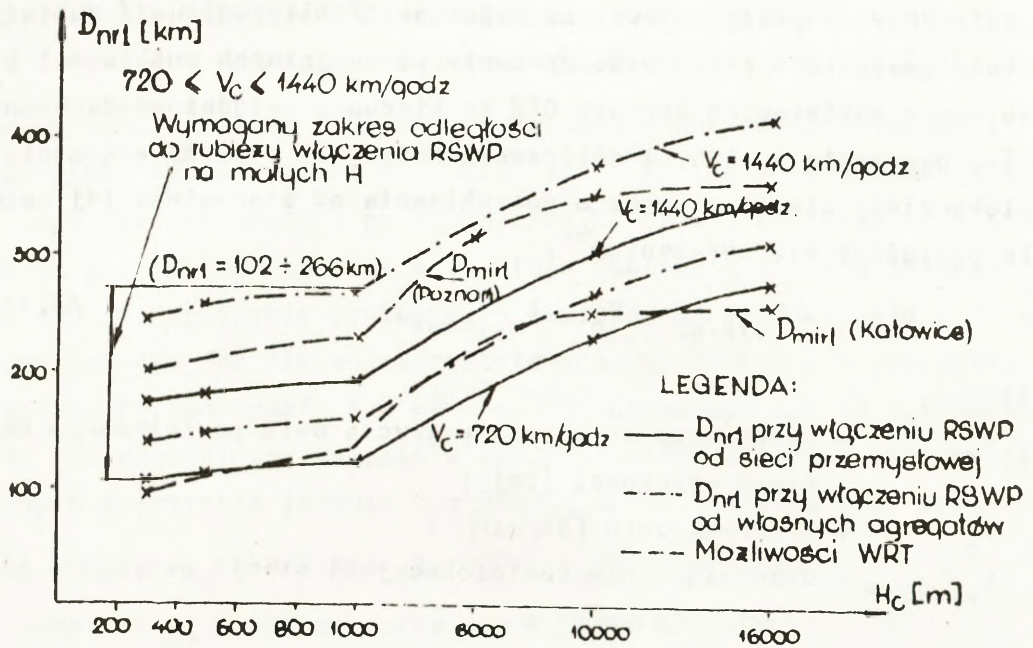 D_nrl [km]
720 < V_c < 1440 km/godz
Wymagany zakres odległości
do rubieży włączenia RSWP
na małych H
(D_nrl = 102 ÷ 266 km)
400
300
200
100
V_c = 1440 km/godz
V_c = 1440 km/godz.
D_mirl
(Poznań)
D_mirl (Katowice)
V_c = 720 km/godz
LEGENDA:
D_nrl przy włączeniu RSWD
od sieci przemysłowej
D_nrl przy włączeniu RSWP
od własnych agregatów
Możliwości WRT
H_c [m]
200 400 600 800 1000 6000 10000 16000